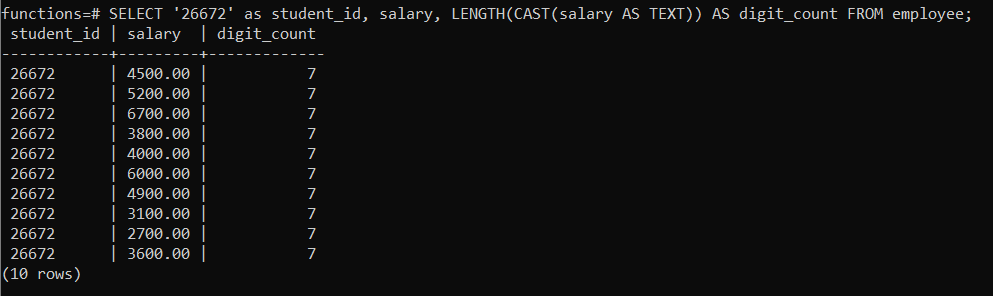 functions=# SELECT '26672' as student_id, salary, LENGTH(CAST(salary AS TEXT)) AS digit_count FROM employee;
 student_id | salary  | digit_count
------------+---------+-------------
 26672      | 4500.00 |           7
 26672      | 5200.00 |           7
 26672      | 6700.00 |           7
 26672      | 3800.00 |           7
 26672      | 4000.00 |           7
 26672      | 6000.00 |           7
 26672      | 4900.00 |           7
 26672      | 3100.00 |           7
 26672      | 2700.00 |           7
 26672      | 3600.00 |           7
(10 rows)